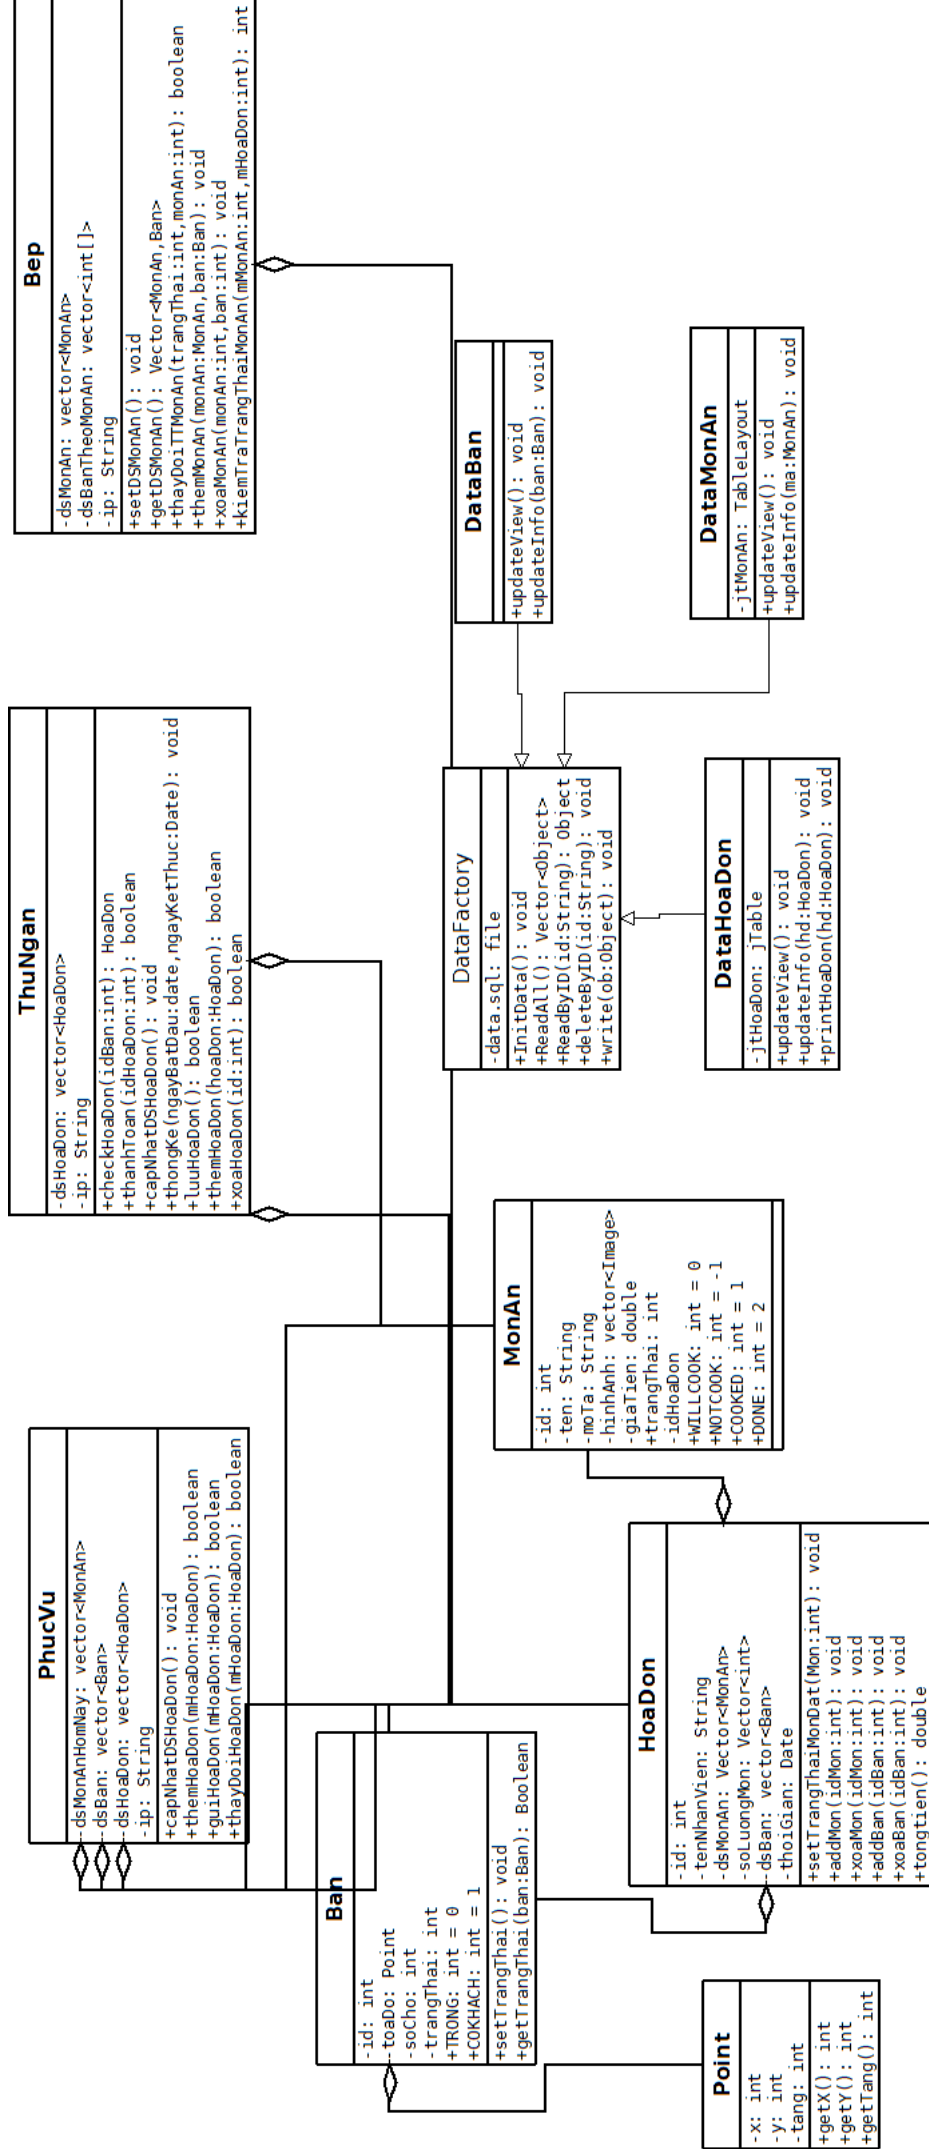 PhucVu
-dsMonAnHomNay: vector<MonAn>
-dsBan: vector<Ban>
-dsHoaDon: vector<HoaDon>
-ip: String
+capNhatDSHoaDon(): void
+themHoaDon(mHoaDon:HoaDon): boolean
+guiHoaDon(mHoaDon:HoaDon): boolean
+thayDoiHoaDon(mHoaDon:HoaDon): boolean
ThuNgan
-dsHoaDon: vector<HoaDon>
-ip: String
+checkHoaDon(idBan:int): HoaDon
+thanhToan(idHoaDon:int): boolean
+capNhatDSHoaDon(): void
+thongKe(ngayBatDau:date,ngayKetThuc:Date): void
+luuHoaDon(): boolean
+themHoaDon(hoaDon:HoaDon): boolean
+xoaHoaDon(id:int): boolean
Bep
-dsMonAn: vector<MonAn>
-dsBanTheoMonAn: vector<int[]>
-ip: String
+setDSMonAn(): void
+getDSMonAn(): Vector<MonAn,Ban>
+thayDoiTTMonAn(trangThai:int,monAn:int): boolean
+themMonAn(monAn:MonAn,ban:Ban): void
+xoaMonAn(monAn:int,ban:int): void
+kiemTraTrangThaiMonAn(mMonAn:int,mHoaDon:int): int
Ban
-id: int
-toaDo: Point
-soCho: int
-trangThai: int
+TRONG: int = 0
+COKHACH: int = 1
+setTrangThai(): void
+getTrangThai(ban:Ban): Boolean
MonAn
-id: int
-ten: String
-moTa: String
-hinhAnh: vector<Image>
-giaTien: double
+trangThai: int
-idHoaDon
+WILLCOOK: int = 0
+NOTCOOK: int = -1
+COOKED: int = 1
+DONE: int = 2
DataFactory
-data.sql: file
+InitData(): void
+ReadAll(): Vector<Object>
+ReadByID(id:String): Object
+deleteByID(id:String): void
+write(ob:Object): void
DataBan
+updateView(): void
+updateInfo(ban:Ban): void
Point
-x: int
-y: int
-tang: int
+getX(): int
+getY(): int
+getTang(): int
HoaDon
-id: int
-tenNhanVien: String
-dsMonAn: Vector<MonAn>
-soLuongMon: Vector<int>
-dsBan: vector<Ban>
-thoiGian: Date
+setTrangThaiMonDat(Mon:int): void
+addMon(idMon:int): void
+xoaMon(idMon:int): void
+addBan(idBan:int): void
+xoaBan(idBan:int): void
+tongtien(): double
DataHoaDon
-jtHoaDon: jTable
+updateView(): void
+updateInfo(hd:HoaDon): void
+printHoaDon(hd:HoaDon): void
DataMonAn
-jtMonAn: TableLayout
+updateView(): void
+updateInfo(ma:MonAn): void